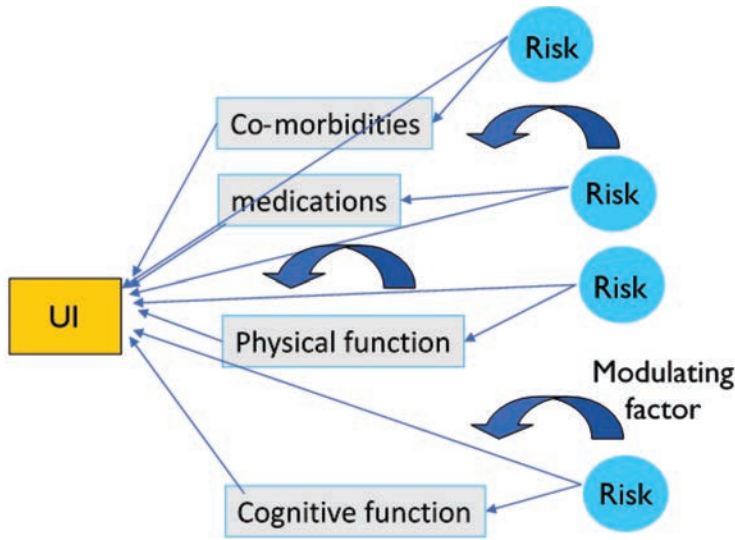 Risk
Co-morbidities
medications
Risk
Risk
UI
Physical function
Modulating
factor
Risk
Cognitive function